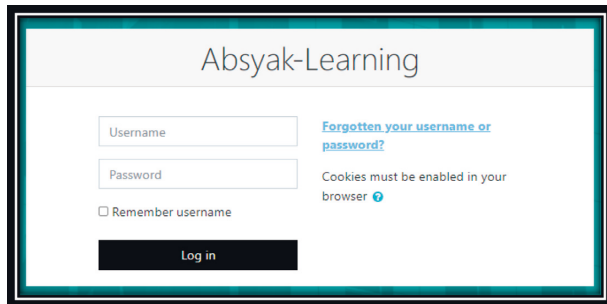 Absyak-Learning
Username
Password
Remember username
Log in
Forgotten your username or
password?
Cookies must be enabled in your
browser